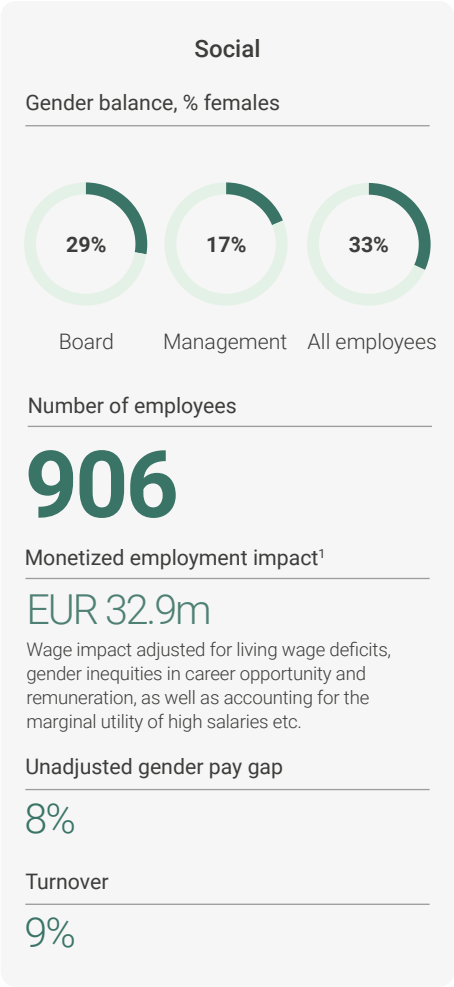 Social
Gender balance, % females
29% 17% 33%
Board Management All employees
Number of employees
906
Monetized employment impact¹
EUR 32.9m
Wage impact adjusted for living wage deficits,
gender inequities in career opportunity and
remuneration, as well as accounting for the
marginal utility of high salaries etc.
Unadjusted gender pay gap
8%
Turnover
9%